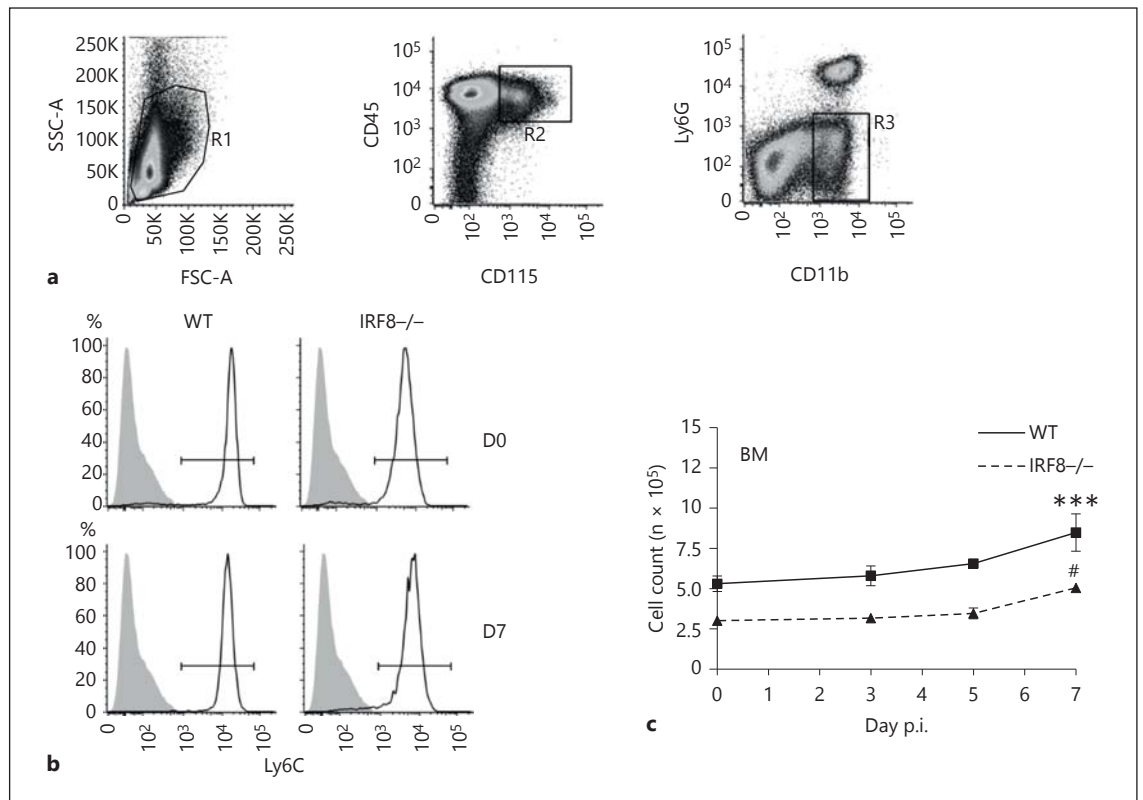 250K
200K
150K
100K
50K
0
SSC-A
R1
0 50K 100K 150K 200K 250K
FSC-A
10⁵
10⁴
10³
10²
0
CD45
R2
0 10² 10³ 10⁴ 10⁵
CD115
10⁵
10⁴
10³
10²
0
Ly6G
R3
0 10² 10³ 10⁴ 10⁵
CD11b
a
% WT IRF8–/–
100
80
60
40
20
0
D0
%
100
80
60
40
20
0
D7
0 10² 10³ 10⁴ 10⁵ 0 10² 10³ 10⁴ 10⁵
Ly6C
b
15
12
10
7.5
5.0
2.5
0
Cell count (n × 10⁵)
BM
WT
IRF8–/–
***
#
0 1 2 3 4 5 6 7
Day p.i.
c